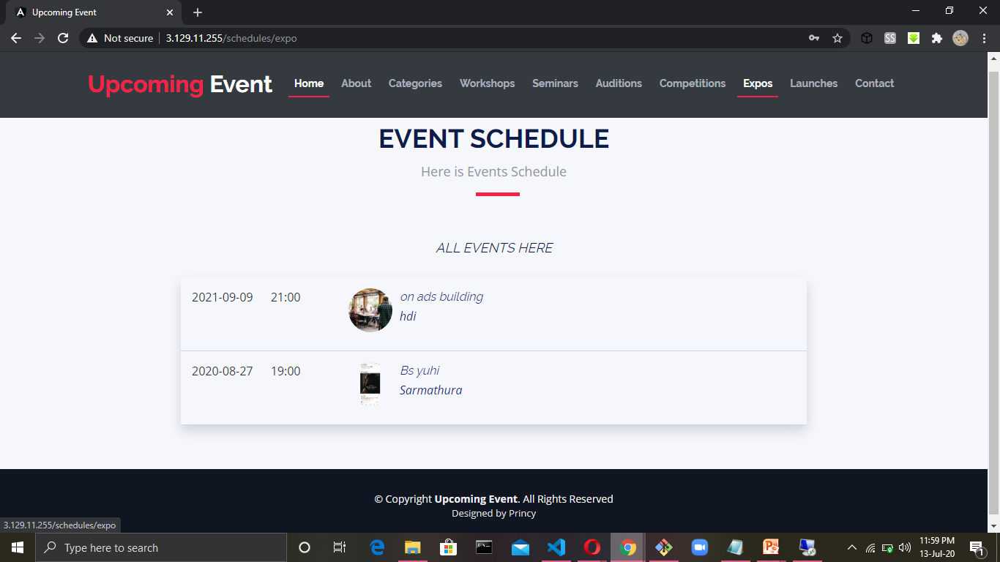 Upcoming Event
Not secure
3.129.11.255/schedules/expo
SS
Upcoming Event
Home
About
Categories
Workshops
Seminars
Auditions
Competitions
Expos
Launches
Contact
EVENT SCHEDULE
Here is Events Schedule
ALL EVENTS HERE
2021-09-09 21:00
on ads building
hdi
2020-08-27 19:00
Bs yuhi
Sarmathura
© Copyright Upcoming Event. All Rights Reserved
Designed by Princy
3.129.11.255/schedules/expo
Type here to search
11:59 PM
13-Jul-20
1